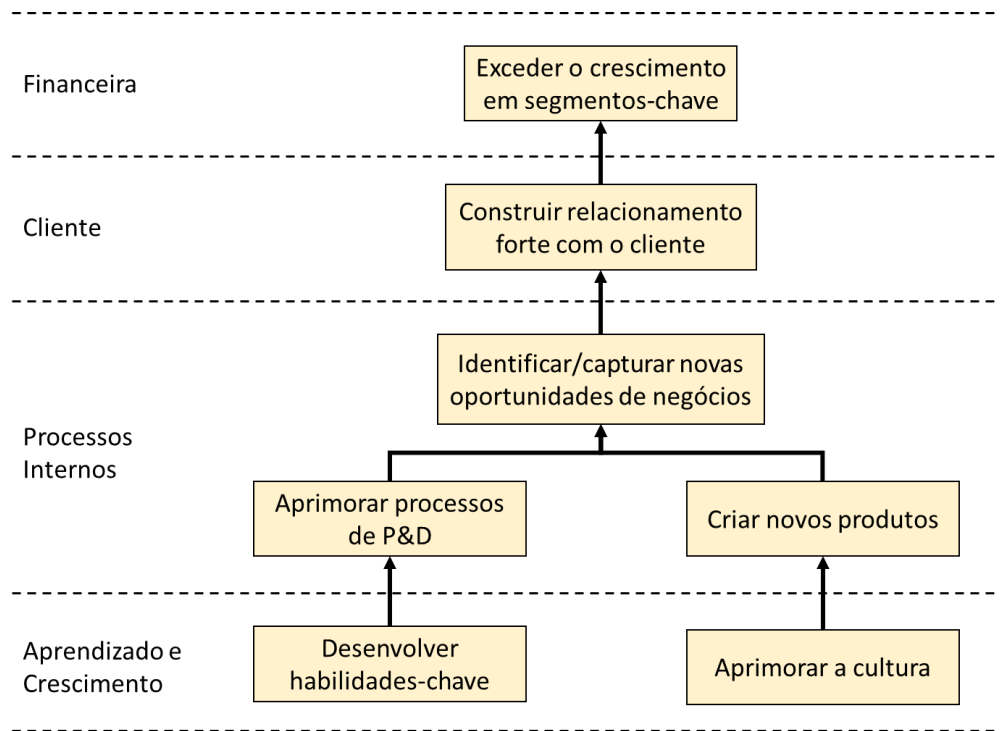 Financeira
Exceder o crescimento
em segmentos-chave
Cliente
Construir relacionamento
forte com o cliente
Identificar/capturar novas
oportunidades de negócios
Processos
Internos
Aprimorar processos
de P&D
Criar novos produtos
Aprendizado e
Crescimento
Desenvolver
habilidades-chave
Aprimorar a cultura